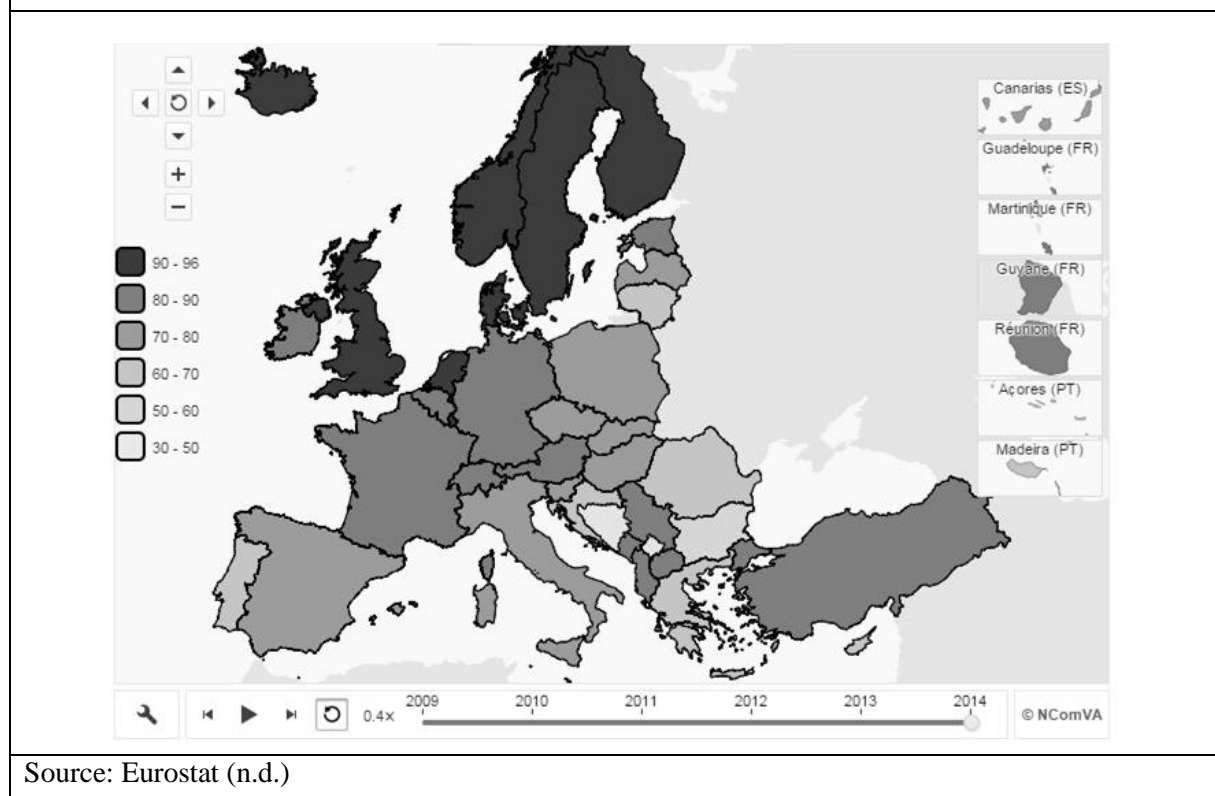 90 - 96
80 - 90
70 - 80
60 - 70
50 - 60
30 - 50
Canarias (ES)
Guadeloupe (FR)
Martinique (FR)
Guyane (FR)
Réunion (FR)
Açores (PT)
Madeira (PT)
0.4×
2009
2010
2011
2012
2013
2014
© NComVA
Source: Eurostat (n.d.)